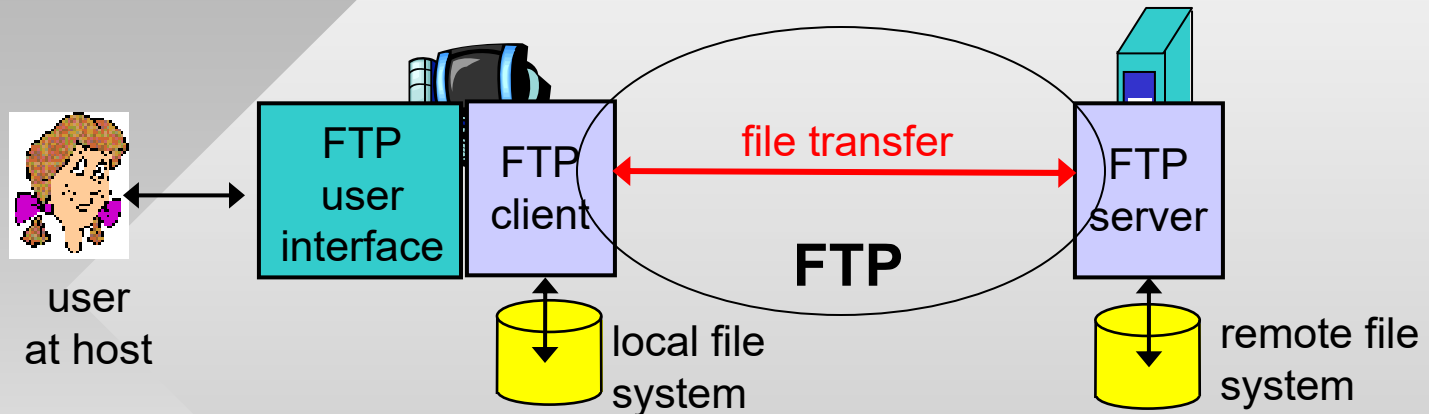 FTP
user
interface
FTP
client
file transfer
FTP
FTP
server
user
at host
local file
system
remote file
system